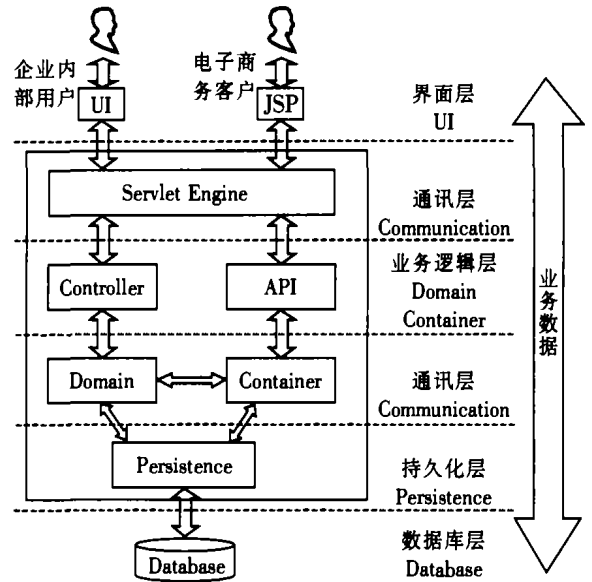 企业内
部用户
UI
电子商
务客户
JSP
界面层
UI
Servlet Engine
通讯层
Communication
Controller
API
业务逻辑层
Domain
Container
业务数据
Domain
Container
通讯层
Communication
Persistence
持久化层
Persistence
Database
数据库层
Database